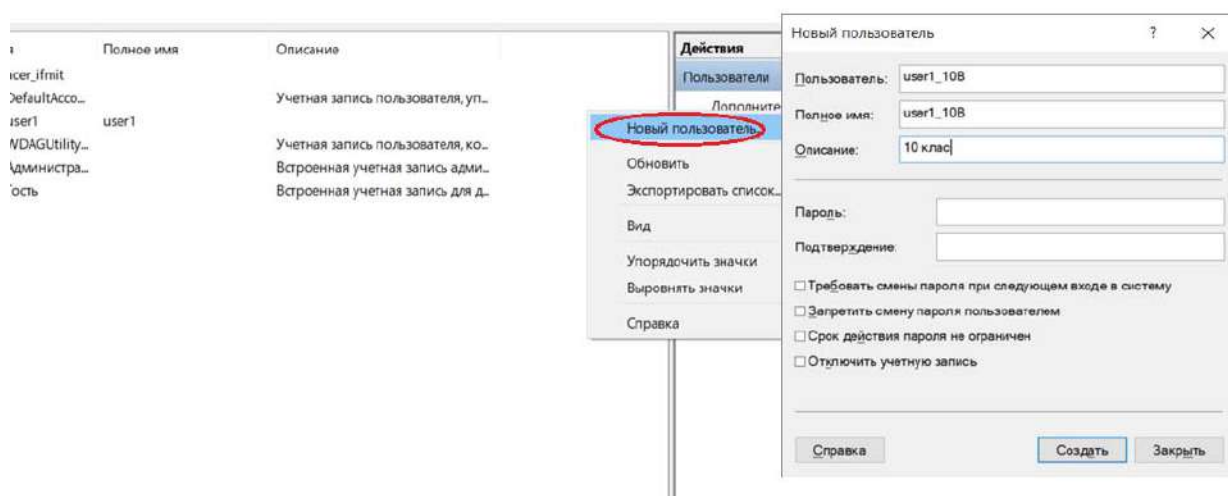 Полное имя Описание
acer_ifmit
DefaultAcco... Учетная запись пользователя, уп...
user1 user1
WDAGUtility... Учетная запись пользователя, ко...
Администра... Встроенная учетная запись адми...
Гость Встроенная учетная запись для д...
Действия
Пользователи
Дополните
Новый пользователь...
Обновить
Экспортировать список...
Вид
Упорядочить значки
Выровнять значки
Справка
Новый пользователь ? ×
Пользователь: user1_10B
Полное имя: user1_10B
Описание: 10 клас
Пароль:
Подтверждение:
Требовать смены пароля при следующем входе в систему
Запретить смену пароля пользователем
Срок действия пароля не ограничен
Отключить учетную запись
Справка Создать Закрыть